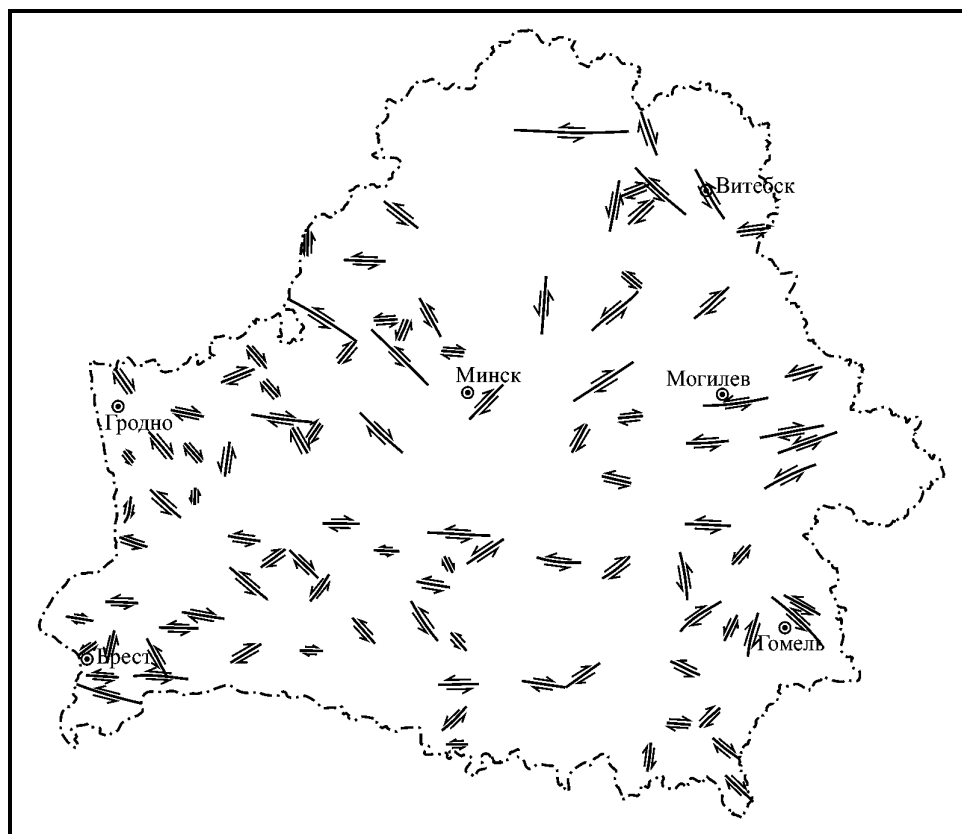 Витебск
Минск
Могилев
Гродно
Гомель
Брест